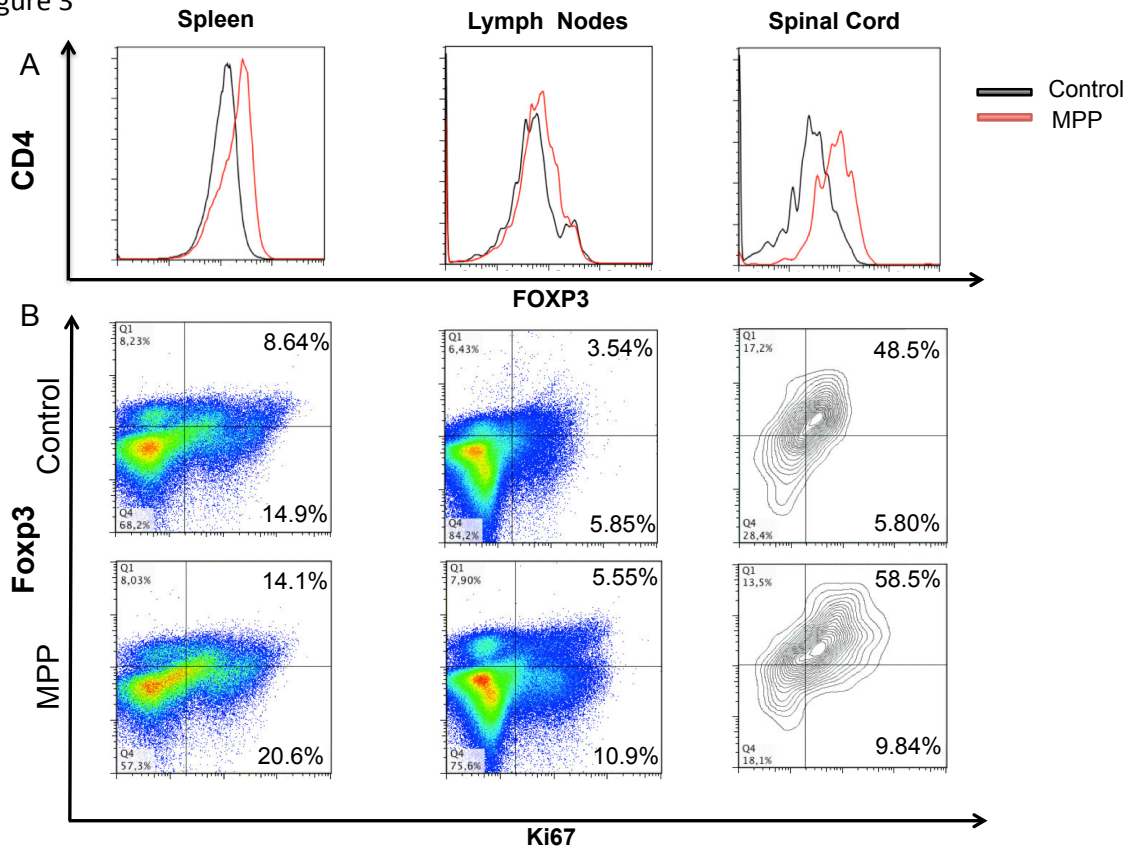 gure 3
Spleen
Lymph Nodes
Spinal Cord
A
CD4
Control
MPP
FOXP3
B
Foxp3
Control
Q1
8,23%
8.64%
Q4
68,2%
14.9%
Q1
6,43%
3.54%
Q4
84,2%
5.85%
Q1
17,2%
48.5%
Q4
28,4%
5.80%
MPP
Q1
8,03%
14.1%
Q4
57,3%
20.6%
Q1
7,90%
5.55%
Q4
75,6%
10.9%
Q1
13,5%
58.5%
Q4
18,1%
9.84%
Ki67